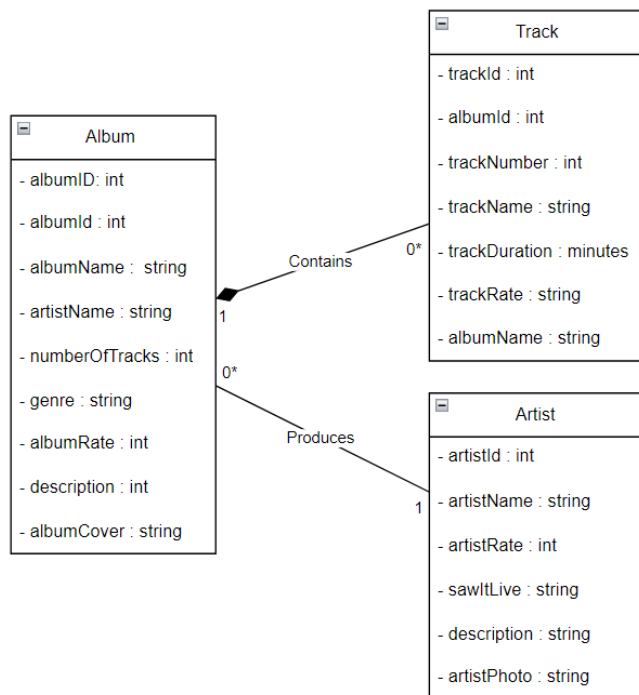 Album
- albumID: int
- albumId : int
- albumName :  string
- artistName : string
- numberOfTracks : int
- genre : string
- albumRate : int
- description : int
- albumCover : string
1
Contains
0*
0*
Produces
1
Track
- trackId : int
- albumId : int
- trackNumber : int
- trackName : string
- trackDuration : minutes
- trackRate : string
- albumName : string
Artist
- artistId : int
- artistName : string
- artistRate : int
- sawItLive : string
- description : string
- artistPhoto : string